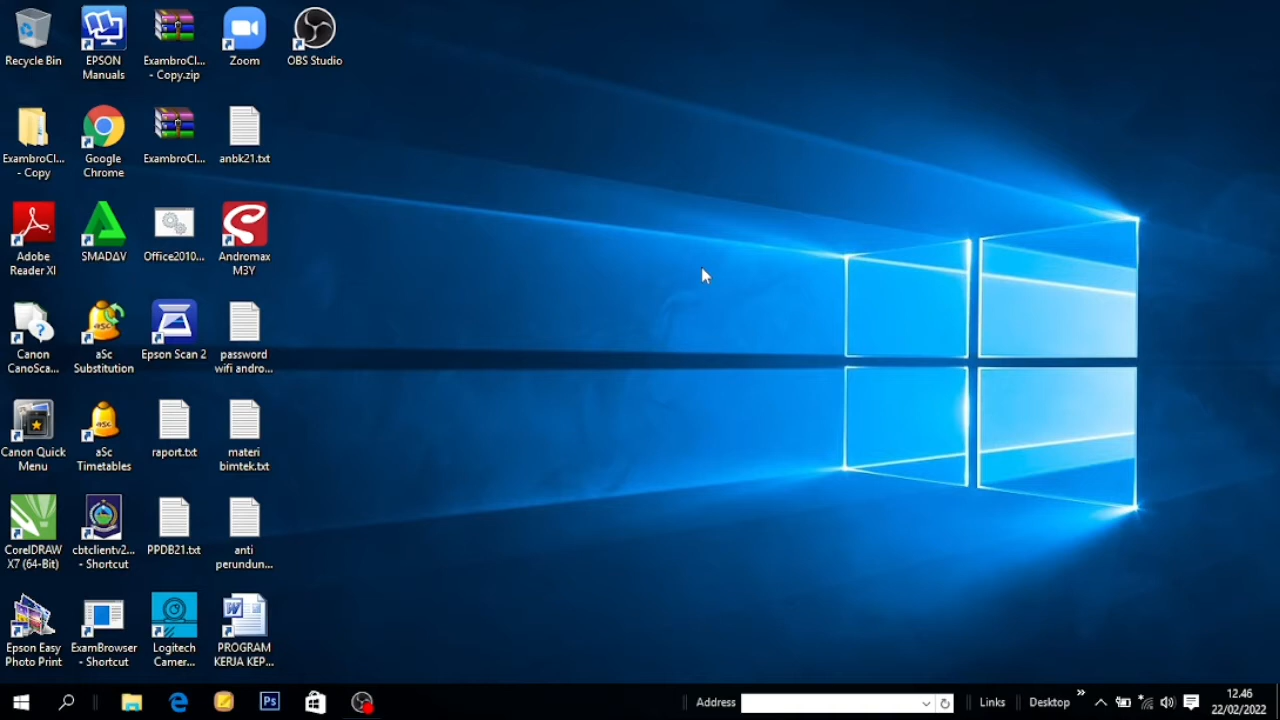 Recycle Bin
EPSON
Manuals
ExambroCl...
- Copy.zip
Zoom
OBS Studio
ExambroCl...
- Copy
Google
Chrome
ExambroCl...
anbk21.txt
Adobe
Reader XI
SMADΔV
Office2010...
Andromax
M3Y
Canon
CanoSca...
aSc
Substitution
Epson Scan 2
password
wifi andro...
Canon Quick
Menu
aSc
Timetables
raport.txt
materi
bimtek.txt
CorelDRAW
X7 (64-Bit)
cbtclientv2...
- Shortcut
PPDB21.txt
anti
perundun...
Epson Easy
Photo Print
ExamBrowser
- Shortcut
Logitech
Camer...
PROGRAM
KERJA KEP...
Ps
Address
Links
Desktop
12.46
22/02/2022